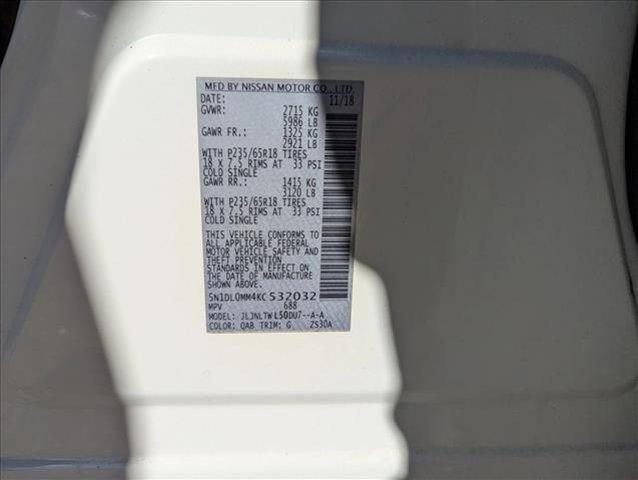 MFD BY NISSAN MOTOR CO., LTD.
DATE: 11/18
GVWR: 2715 KG
5986 LB
GAWR FR.: 1325 KG
2921 LB
WITH P235/65R18 TIRES
18 X 7.5 RIMS AT 33 PSI
COLD SINGLE
GAWR RR.: 1415 KG
3120 LB
WITH P235/65R18 TIRES
18 X 7.5 RIMS AT 33 PSI
COLD SINGLE
THIS VEHICLE CONFORMS TO
ALL APPLICABLE FEDERAL
MOTOR VEHICLE SAFETY AND
THEFT PREVENTION
STANDARDS IN EFFECT ON
THE DATE OF MANUFACTURE
SHOWN ABOVE.
5N1DL0MM4KC532032
MPV 688
MODEL: JLJNLTWL50DU7--A-A
COLOR: QAB TRIM: G ZS30A